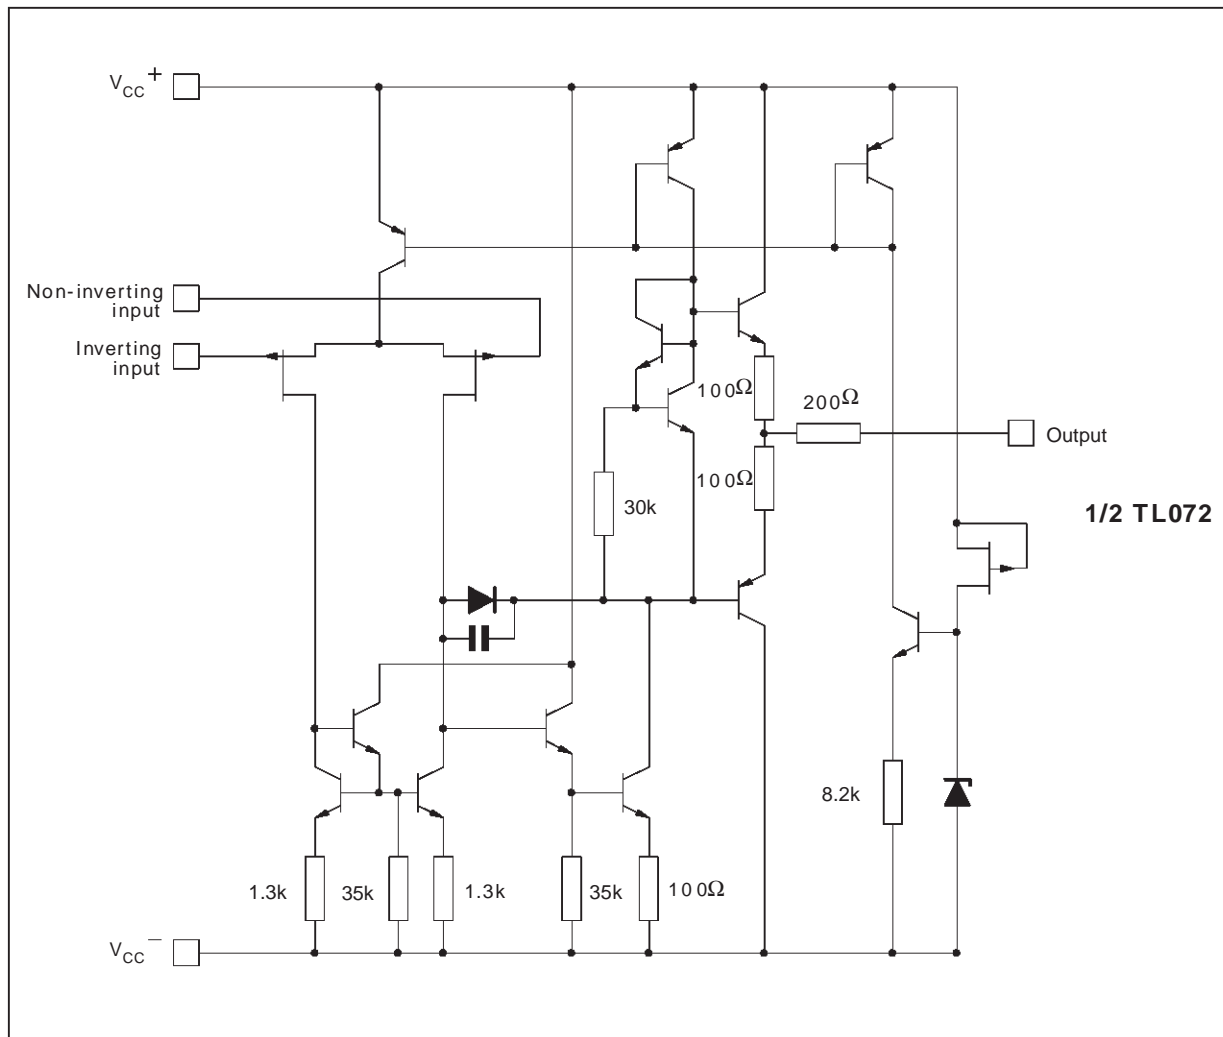 VCC+
Non-inverting
input
Inverting
input
100Ω
200Ω
Output
100Ω
30k
1/2 TL072
8.2k
1.3k
35k
1.3k
35k
100Ω
VCC−